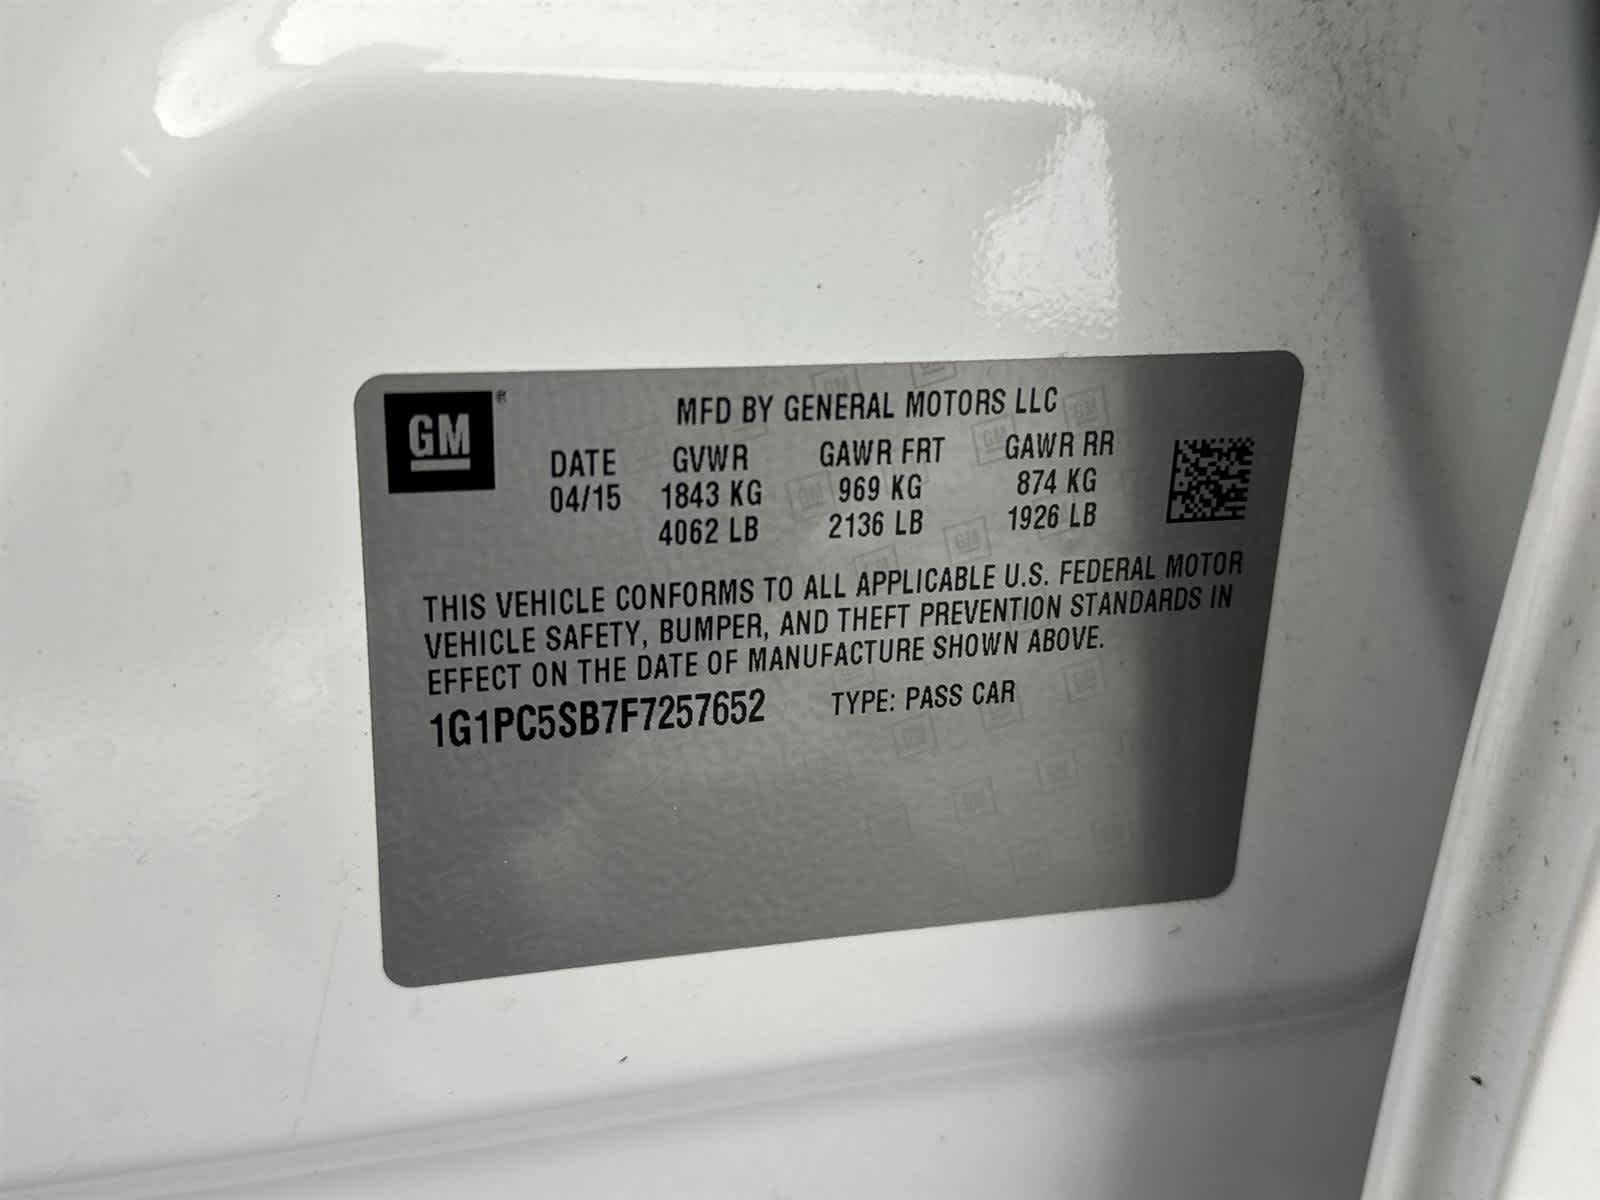 GM®
MFD BY GENERAL MOTORS LLC
DATE GVWR GAWR FRT GAWR RR
04/15 1843 KG 969 KG 874 KG
4062 LB 2136 LB 1926 LB
THIS VEHICLE CONFORMS TO ALL APPLICABLE U.S. FEDERAL MOTOR
VEHICLE SAFETY, BUMPER, AND THEFT PREVENTION STANDARDS IN
EFFECT ON THE DATE OF MANUFACTURE SHOWN ABOVE.
1G1PC5SB7F7257652 TYPE: PASS CAR